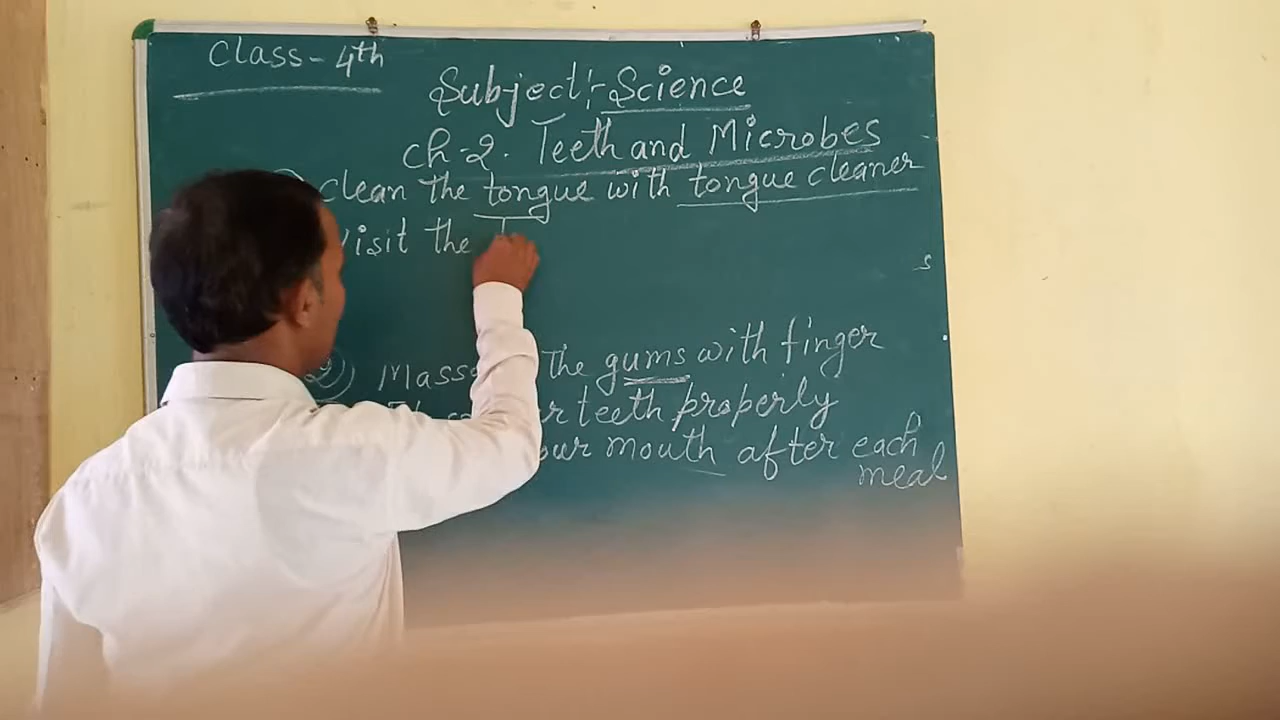 Class - 4th
Subject :- Science
Ch-2. Teeth and Microbes
clean the tongue with tongue cleaner
visit the
s
2) the gums with finger
teeth properly
mouth after each
meal